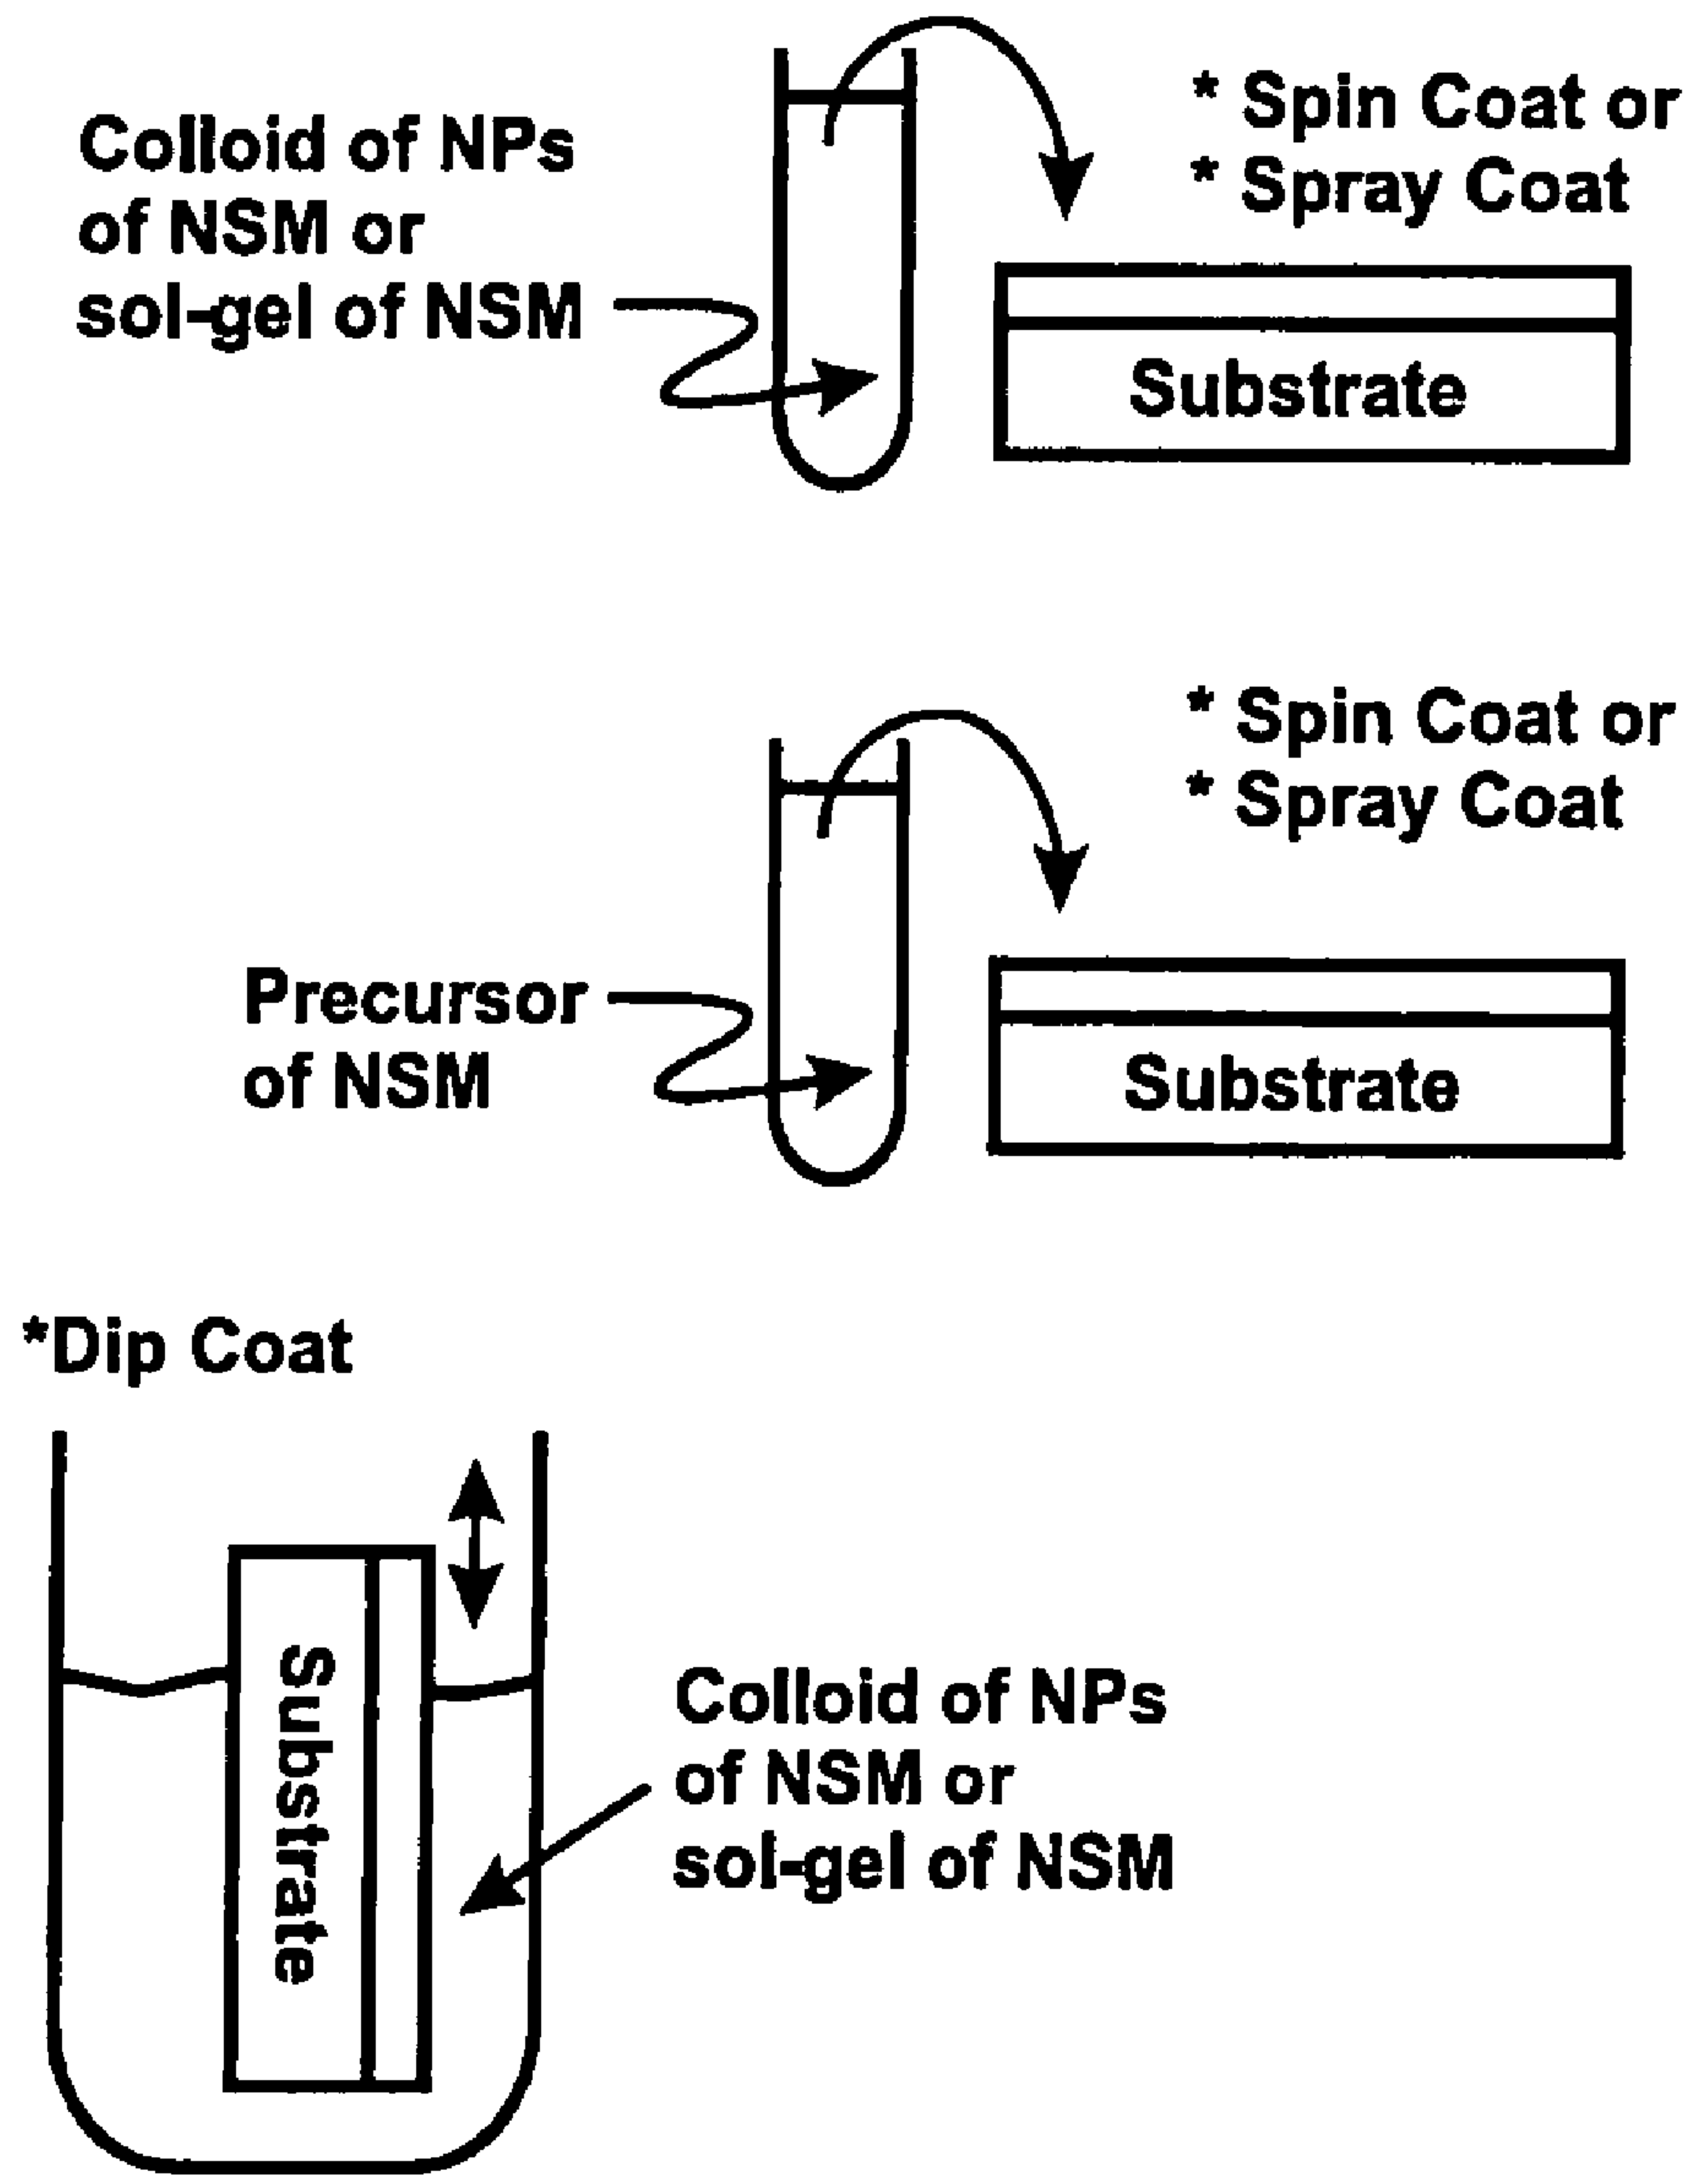 Colloid of NPs
of NSM or
sol-gel of NSM
* Spin Coat or
* Spray Coat
Substrate
* Spin Coat or
* Spray Coat
Precursor
of NSM
Substrate
*Dip Coat
Substrate
Colloid of NPs
of NSM or
sol-gel of NSM